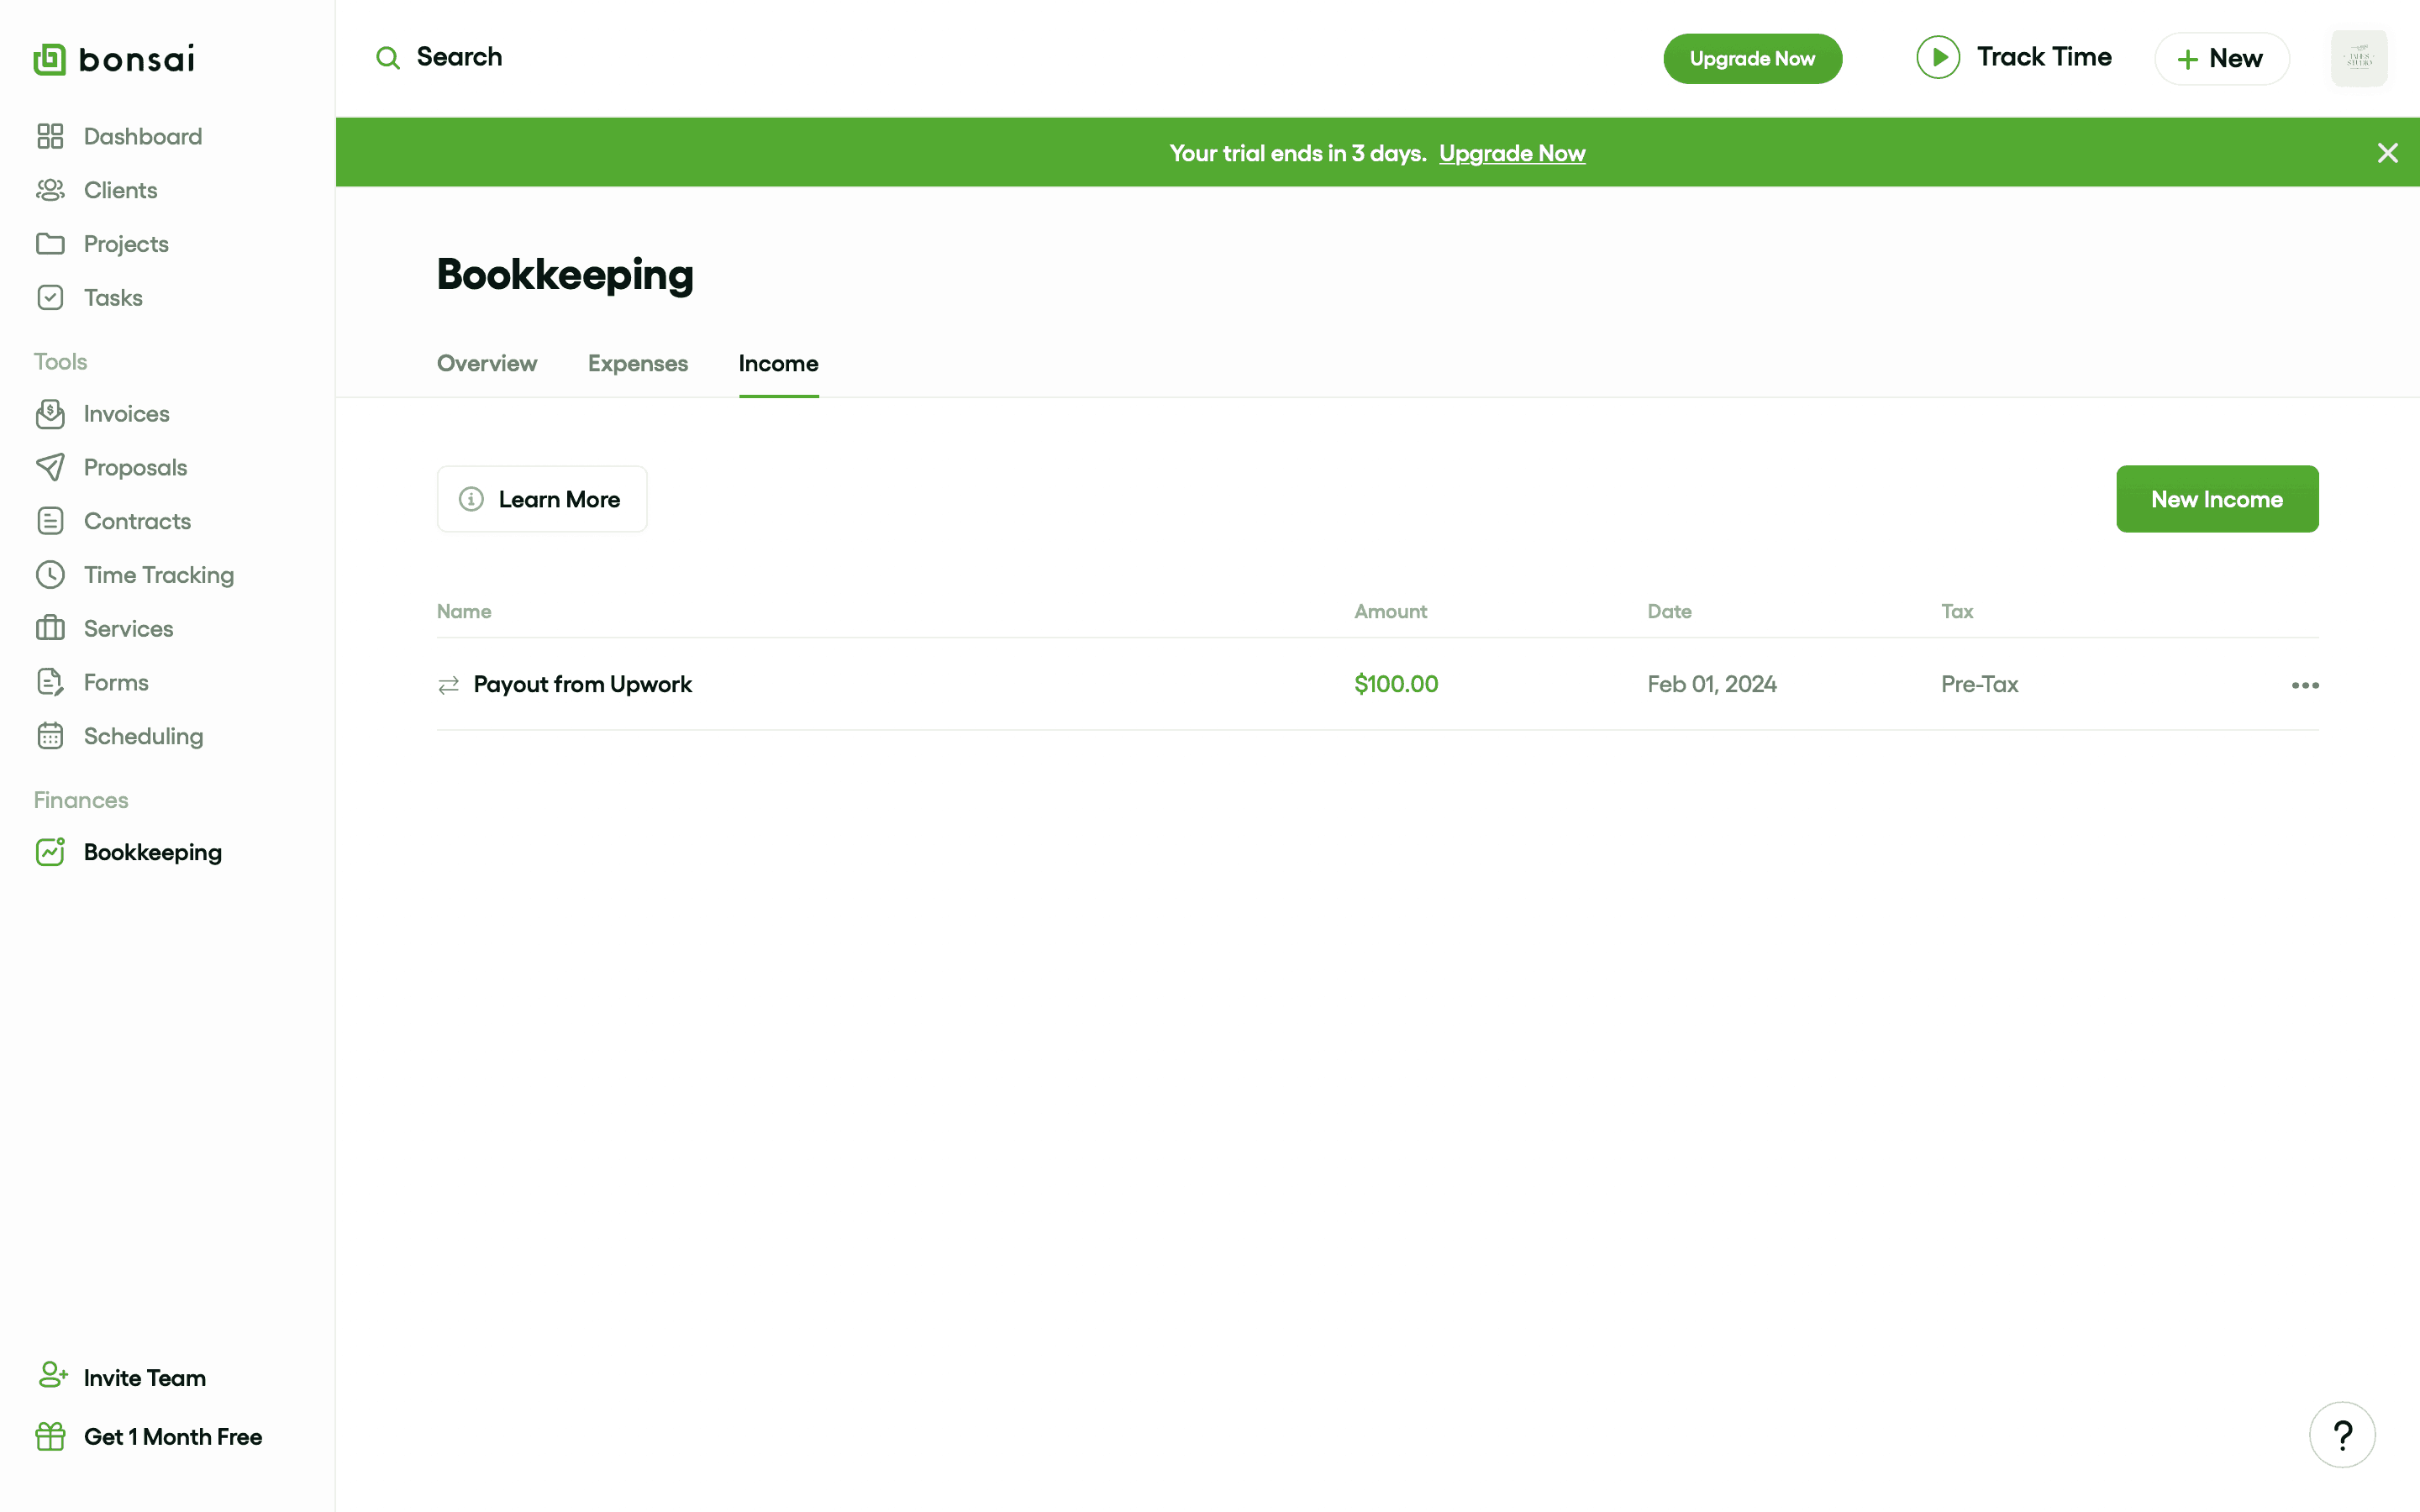 bonsai
Search
Upgrade Now
Track Time
New
Your trial ends in 3 days. Upgrade Now
Dashboard
Clients
Projects
Tasks
Tools
Invoices
Proposals
Contracts
Time Tracking
Services
Forms
Scheduling
Finances
Bookkeeping
Invite Team
Get 1 Month Free
Bookkeeping
Overview Expenses Income
Learn More
New Income
Name Amount Date Tax
Payout from Upwork $100.00 Feb 01, 2024 Pre-Tax
?